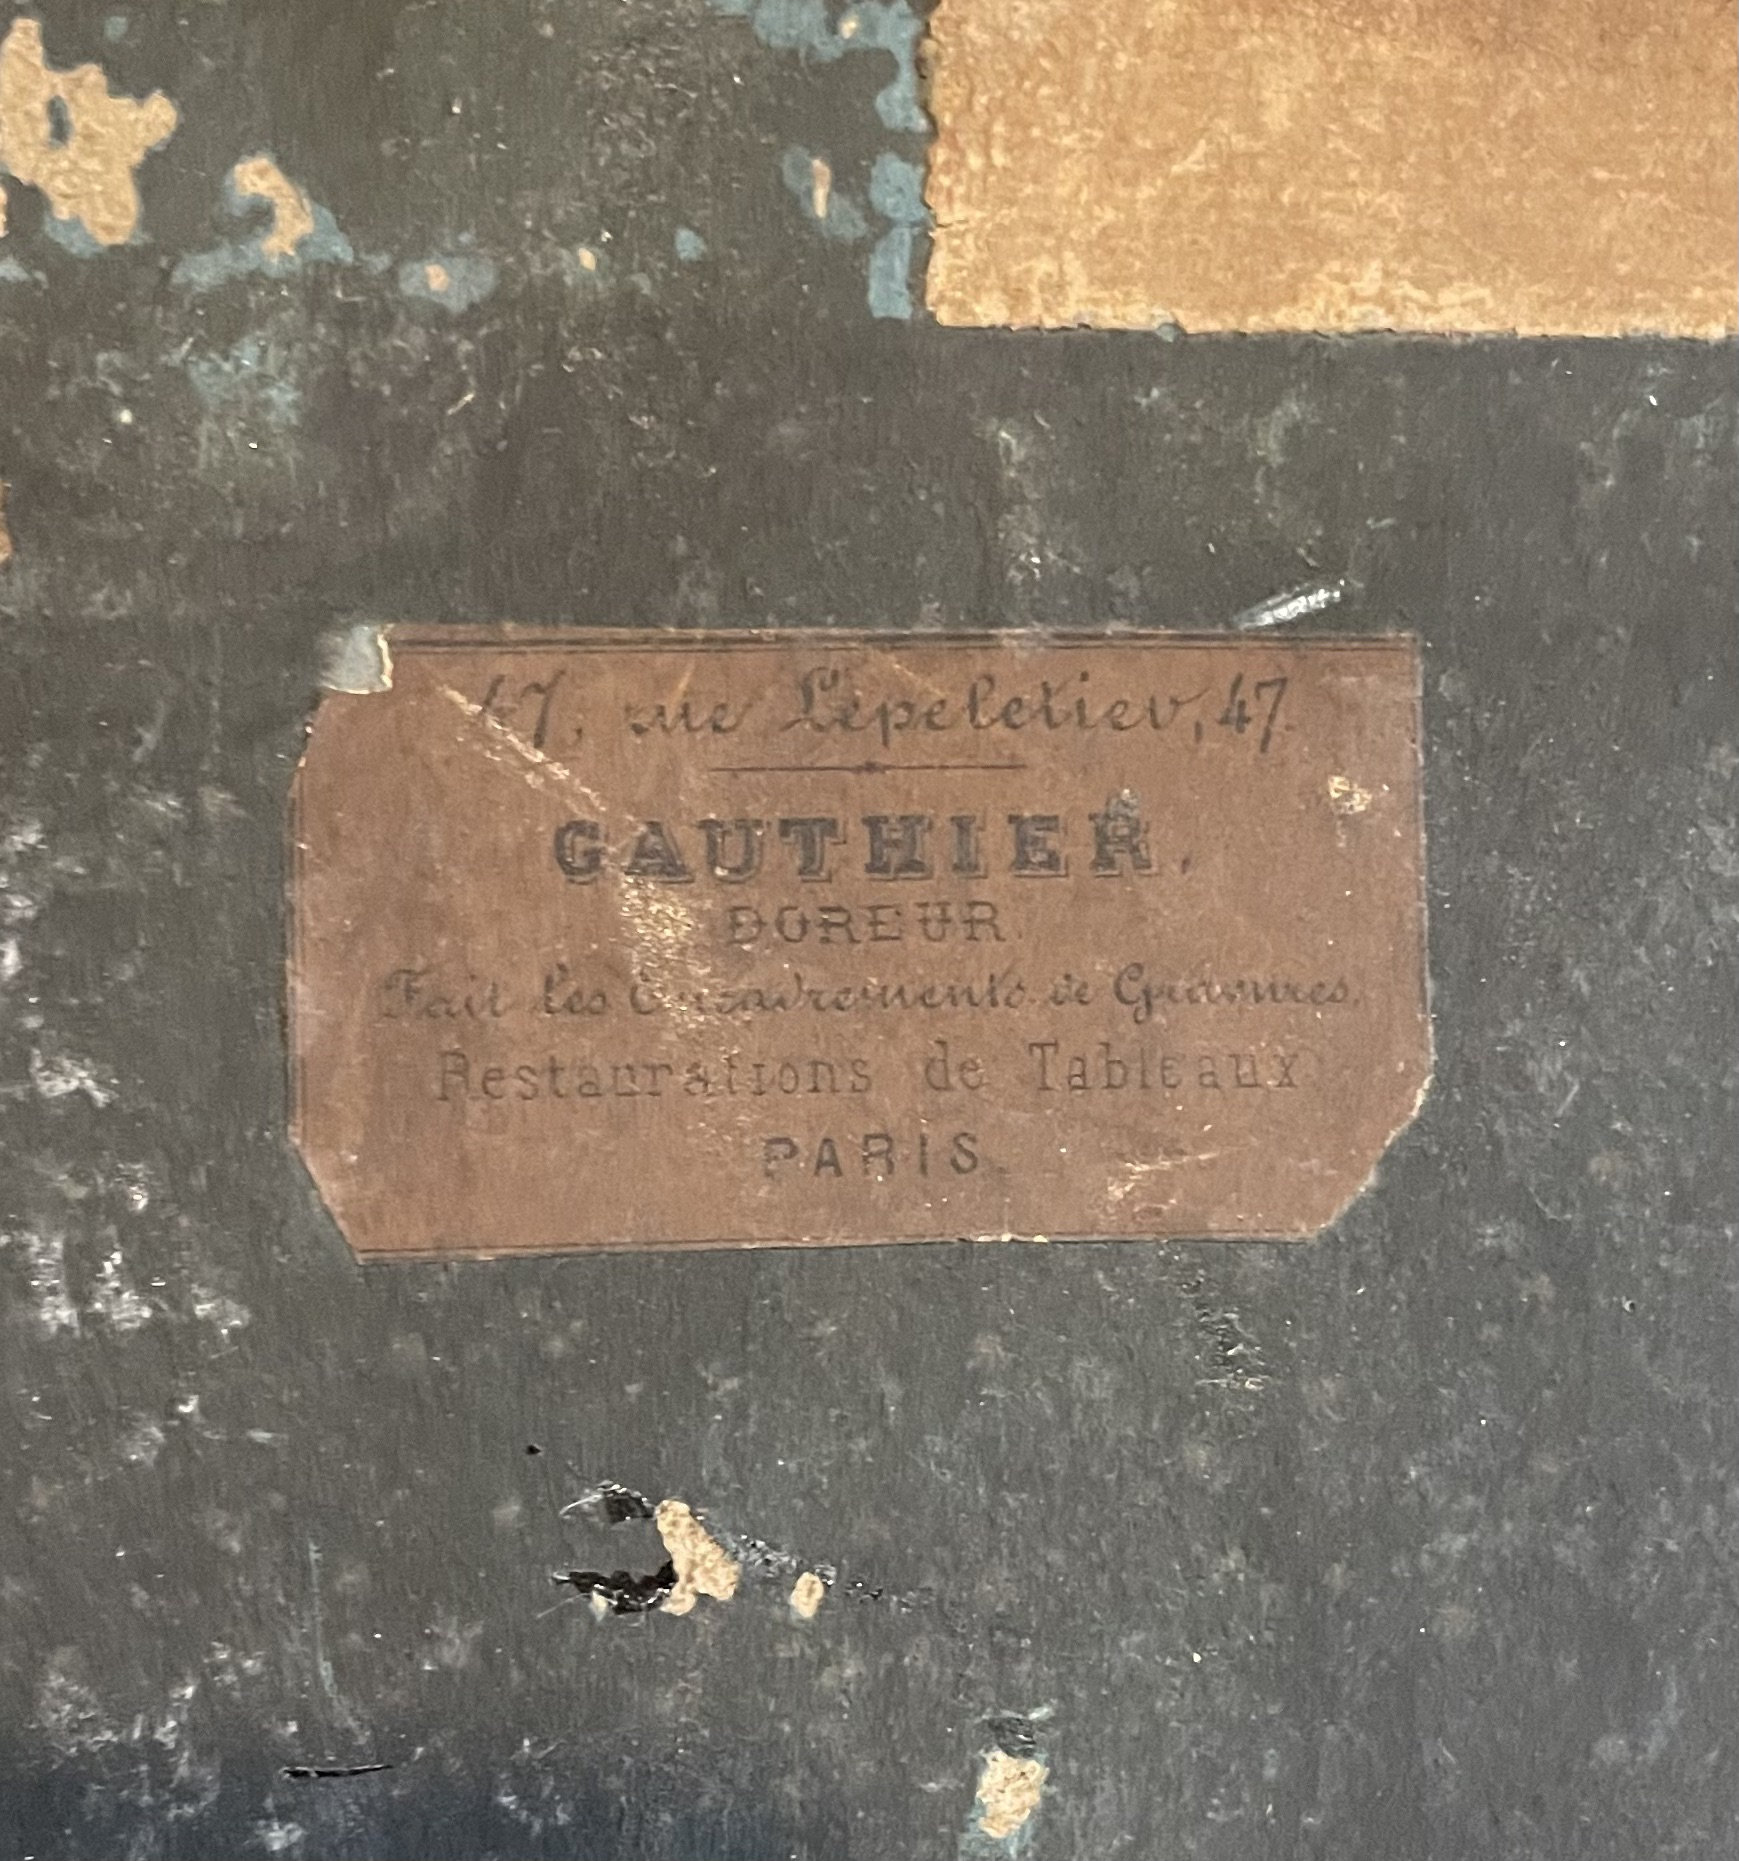 47, rue Lepeletier, 47.
GAUTHIER,
DOREUR.
Fait les Encadrements de Gravures.
Restaurations de Tableaux
PARIS.